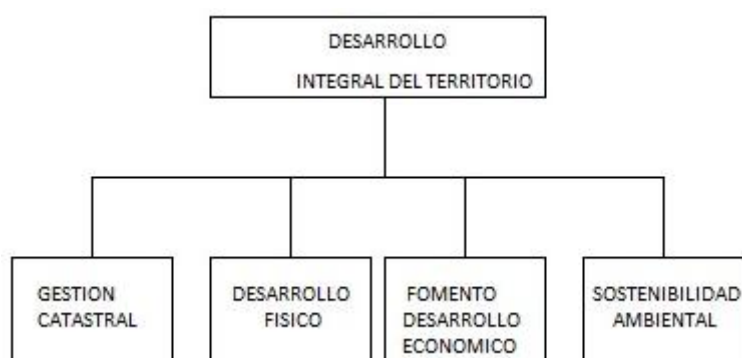 DESARROLLO
INTEGRAL DEL TERRITORIO
GESTION
CATASTRAL
DESARROLLO
FISICO
FOMENTO
DESARROLLO
ECONOMICO
SOSTENIBILIDAD
AMBIENTAL